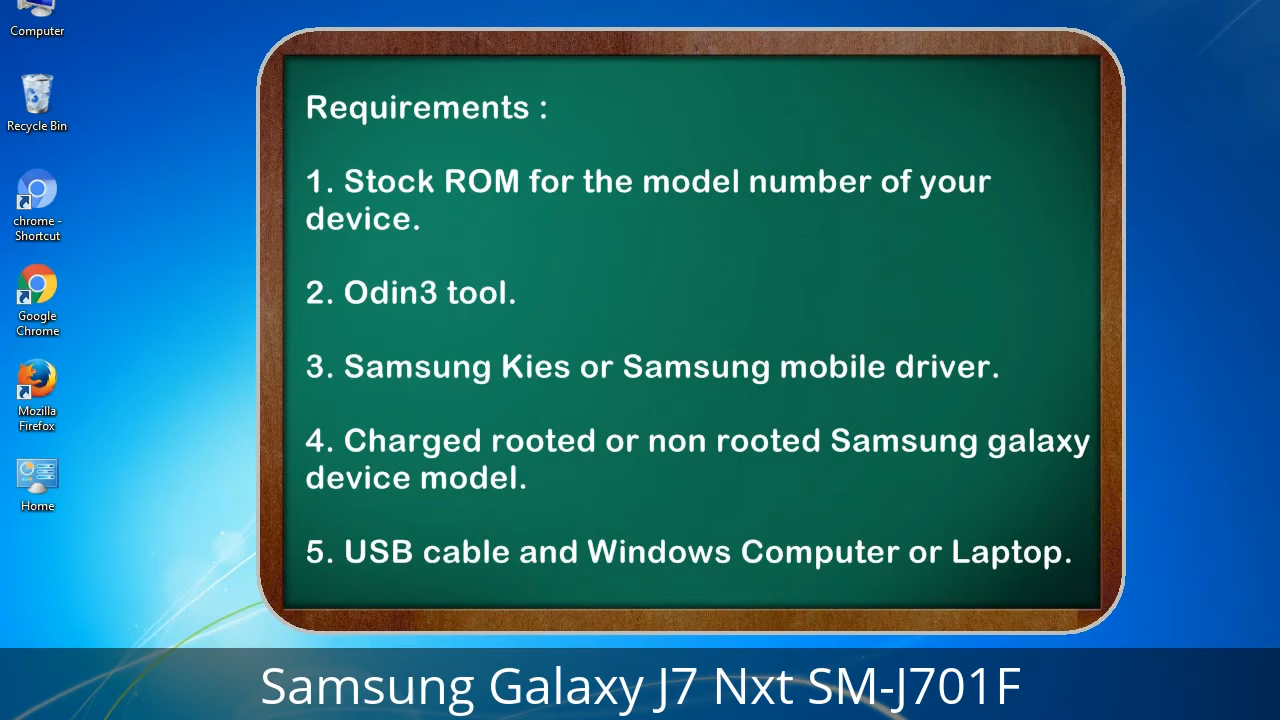 Computer
Recycle Bin
chrome -
Shortcut
Google
Chrome
Mozilla
Firefox
Home
Requirements :
1. Stock ROM for the model number of your
device.
2. Odin3 tool.
3. Samsung Kies or Samsung mobile driver.
4. Charged rooted or non rooted Samsung galaxy
device model.
5. USB cable and Windows Computer or Laptop.
Samsung Galaxy J7 Nxt SM-J701F